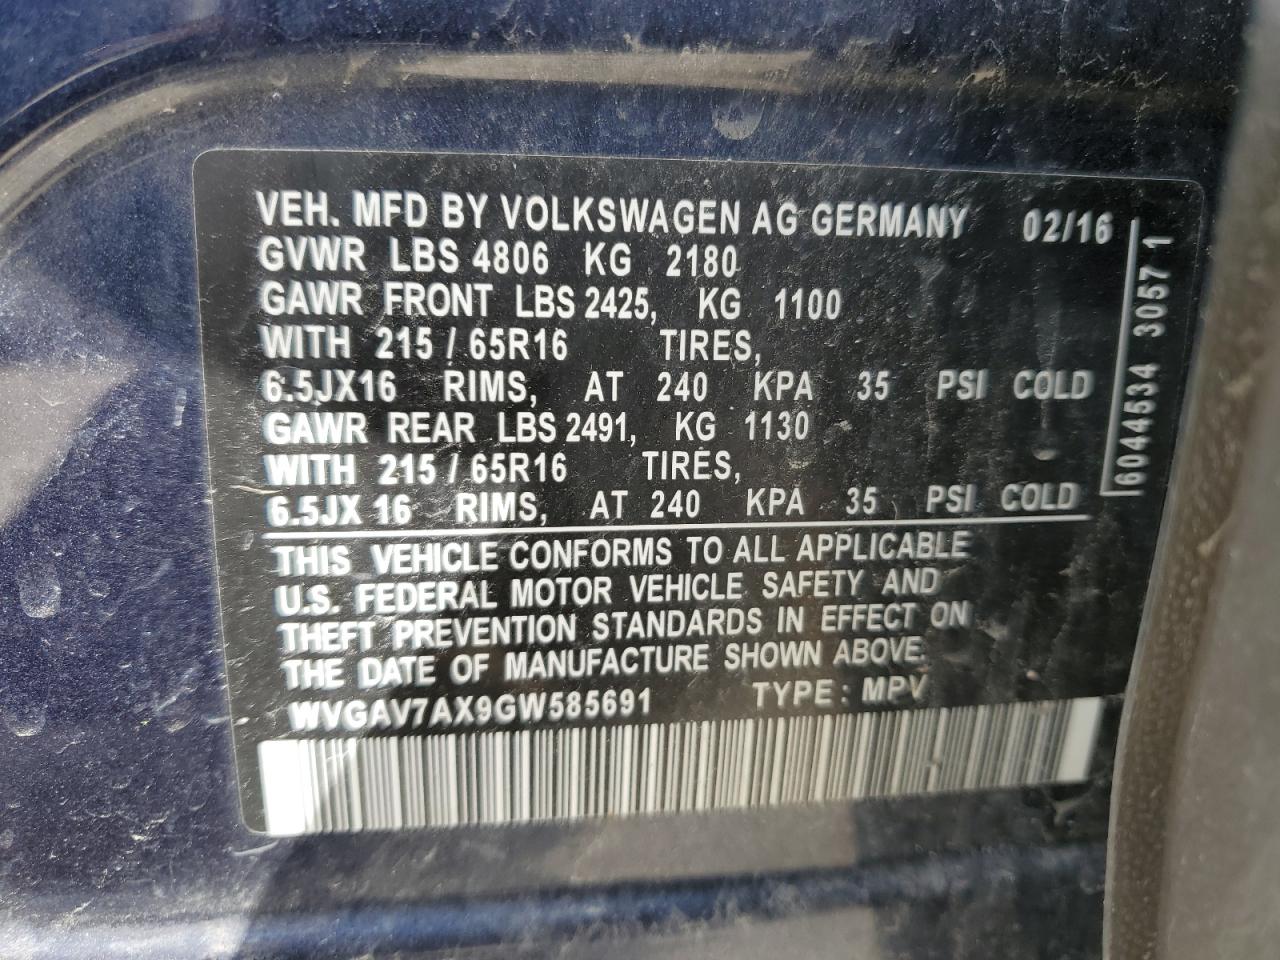 VEH. MFD BY VOLKSWAGEN AG GERMANY 02/16
GVWR LBS 4806 KG 2180
GAWR FRONT LBS 2425, KG 1100
WITH 215 / 65R16 TIRES,
6.5JX16 RIMS, AT 240 KPA 35 PSI COLD
GAWR REAR LBS 2491, KG 1130
WITH 215 / 65R16 TIRES,
6.5JX 16 RIMS, AT 240 KPA 35 PSI COLD
THIS VEHICLE CONFORMS TO ALL APPLICABLE
U.S. FEDERAL MOTOR VEHICLE SAFETY AND
THEFT PREVENTION STANDARDS IN EFFECT ON
THE DATE OF MANUFACTURE SHOWN ABOVE.
WVGAV7AX9GW585691 TYPE: MPV
6044534 3057 1